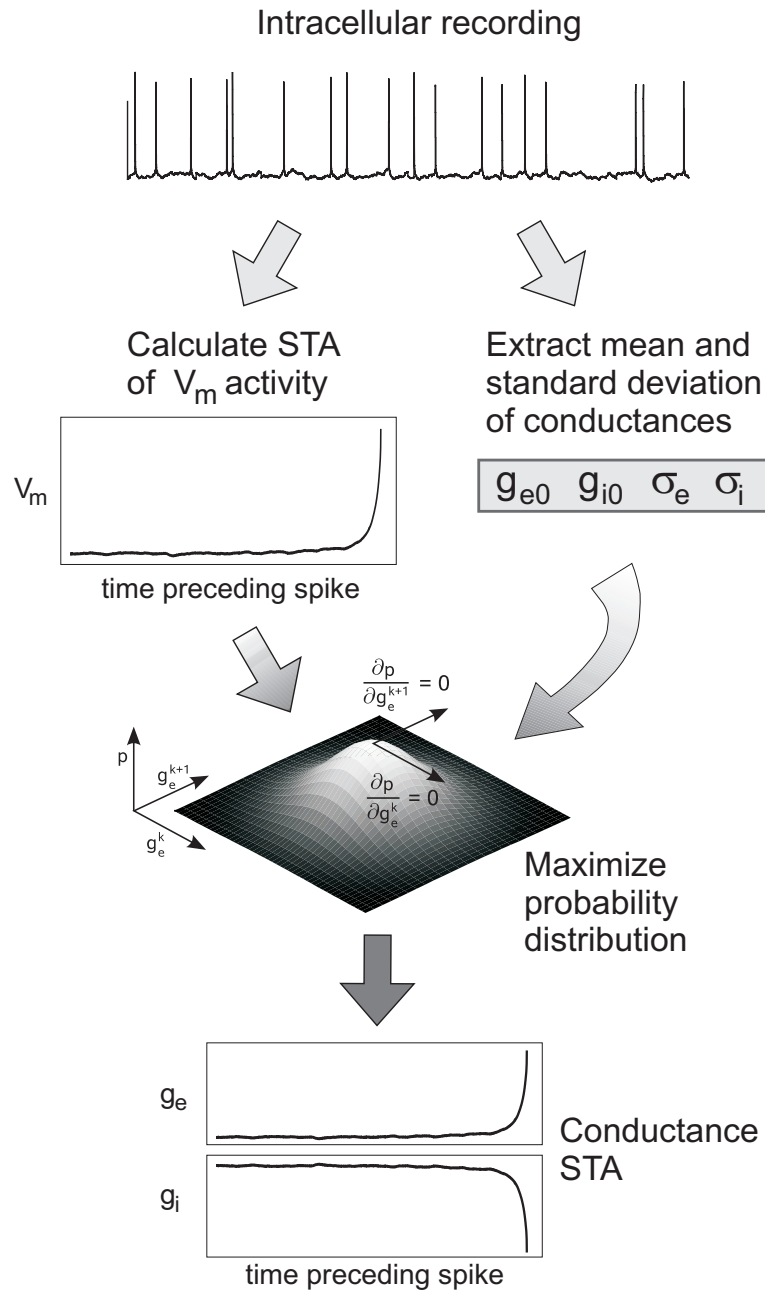 Intracellular recording
Calculate STA
of Vₘ activity
Extract mean and
standard deviation
of conductances
g_e0 g_i0 σ_e σ_i
Vₘ
time preceding spike
∂p/∂g_e^{k+1} = 0
p
g_e^{k+1}
∂p/∂g_e^k = 0
g_e^k
Maximize
probability
distribution
g_e
Conductance
STA
g_i
time preceding spike